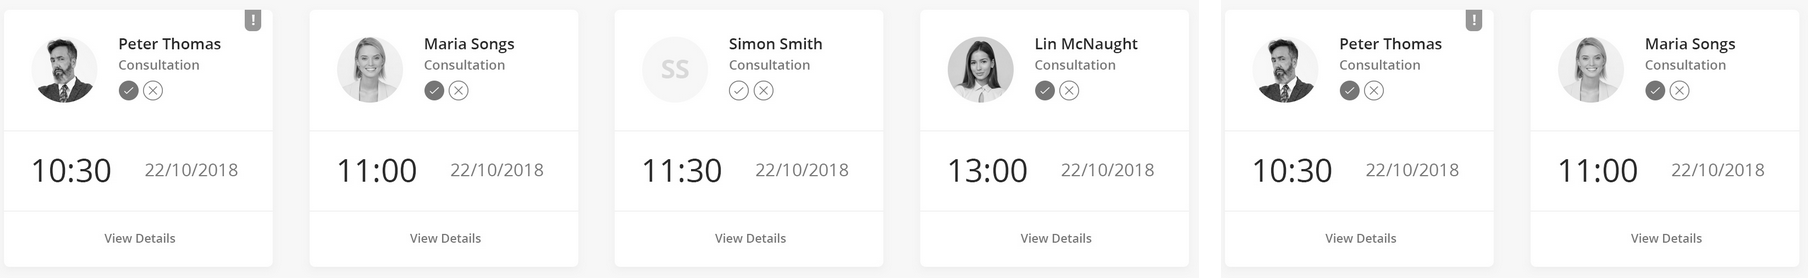 !
Peter Thomas
Consultation
10:30 22/10/2018
View Details
Maria Songs
Consultation
11:00 22/10/2018
View Details
SS
Simon Smith
Consultation
11:30 22/10/2018
View Details
Lin McNaught
Consultation
13:00 22/10/2018
View Details
!
Peter Thomas
Consultation
10:30 22/10/2018
View Details
Maria Songs
Consultation
11:00 22/10/2018
View Details